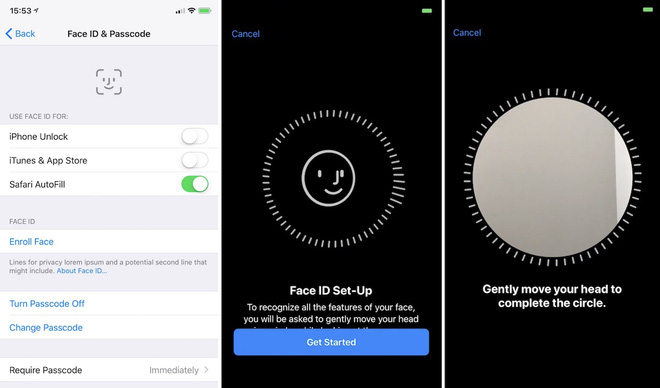 15:53
Back
Face ID & Passcode
USE FACE ID FOR:
iPhone Unlock
iTunes & App Store
Safari AutoFill
FACE ID
Enroll Face
Lines for privacy lorem ipsum and a potential second line that
might include. About Face ID...
Turn Passcode Off
Change Passcode
Require Passcode
Immediately
Cancel
Face ID Set-Up
To recognize all the features of your face,
you will be asked to gently move your head
Get Started
Cancel
Gently move your head to
complete the circle.